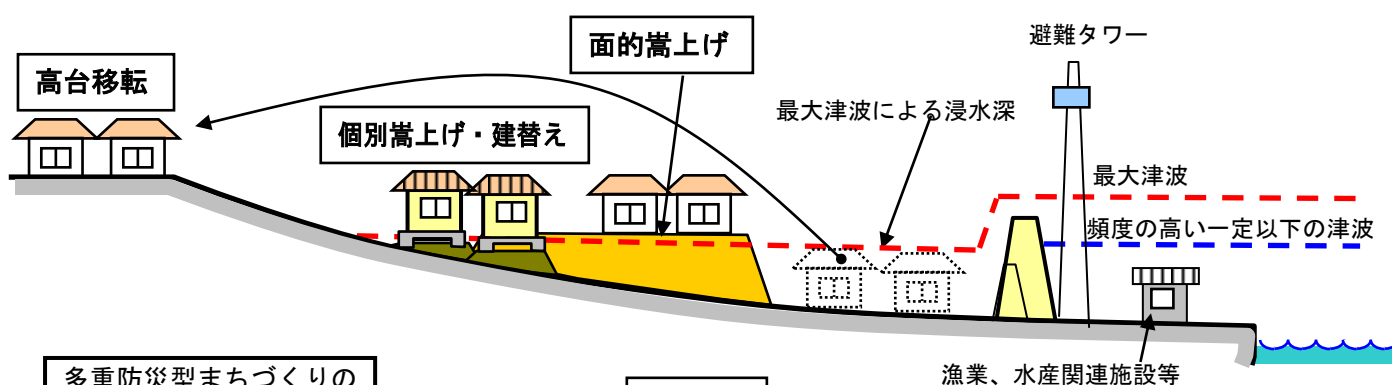 避難タワー
面的嵩上げ
高台移転
最大津波による浸水深
個別嵩上げ・建替え
最大津波
頻度の高い一定以下の津波
漁業、水産関連施設等
多重防災型まちづくりの